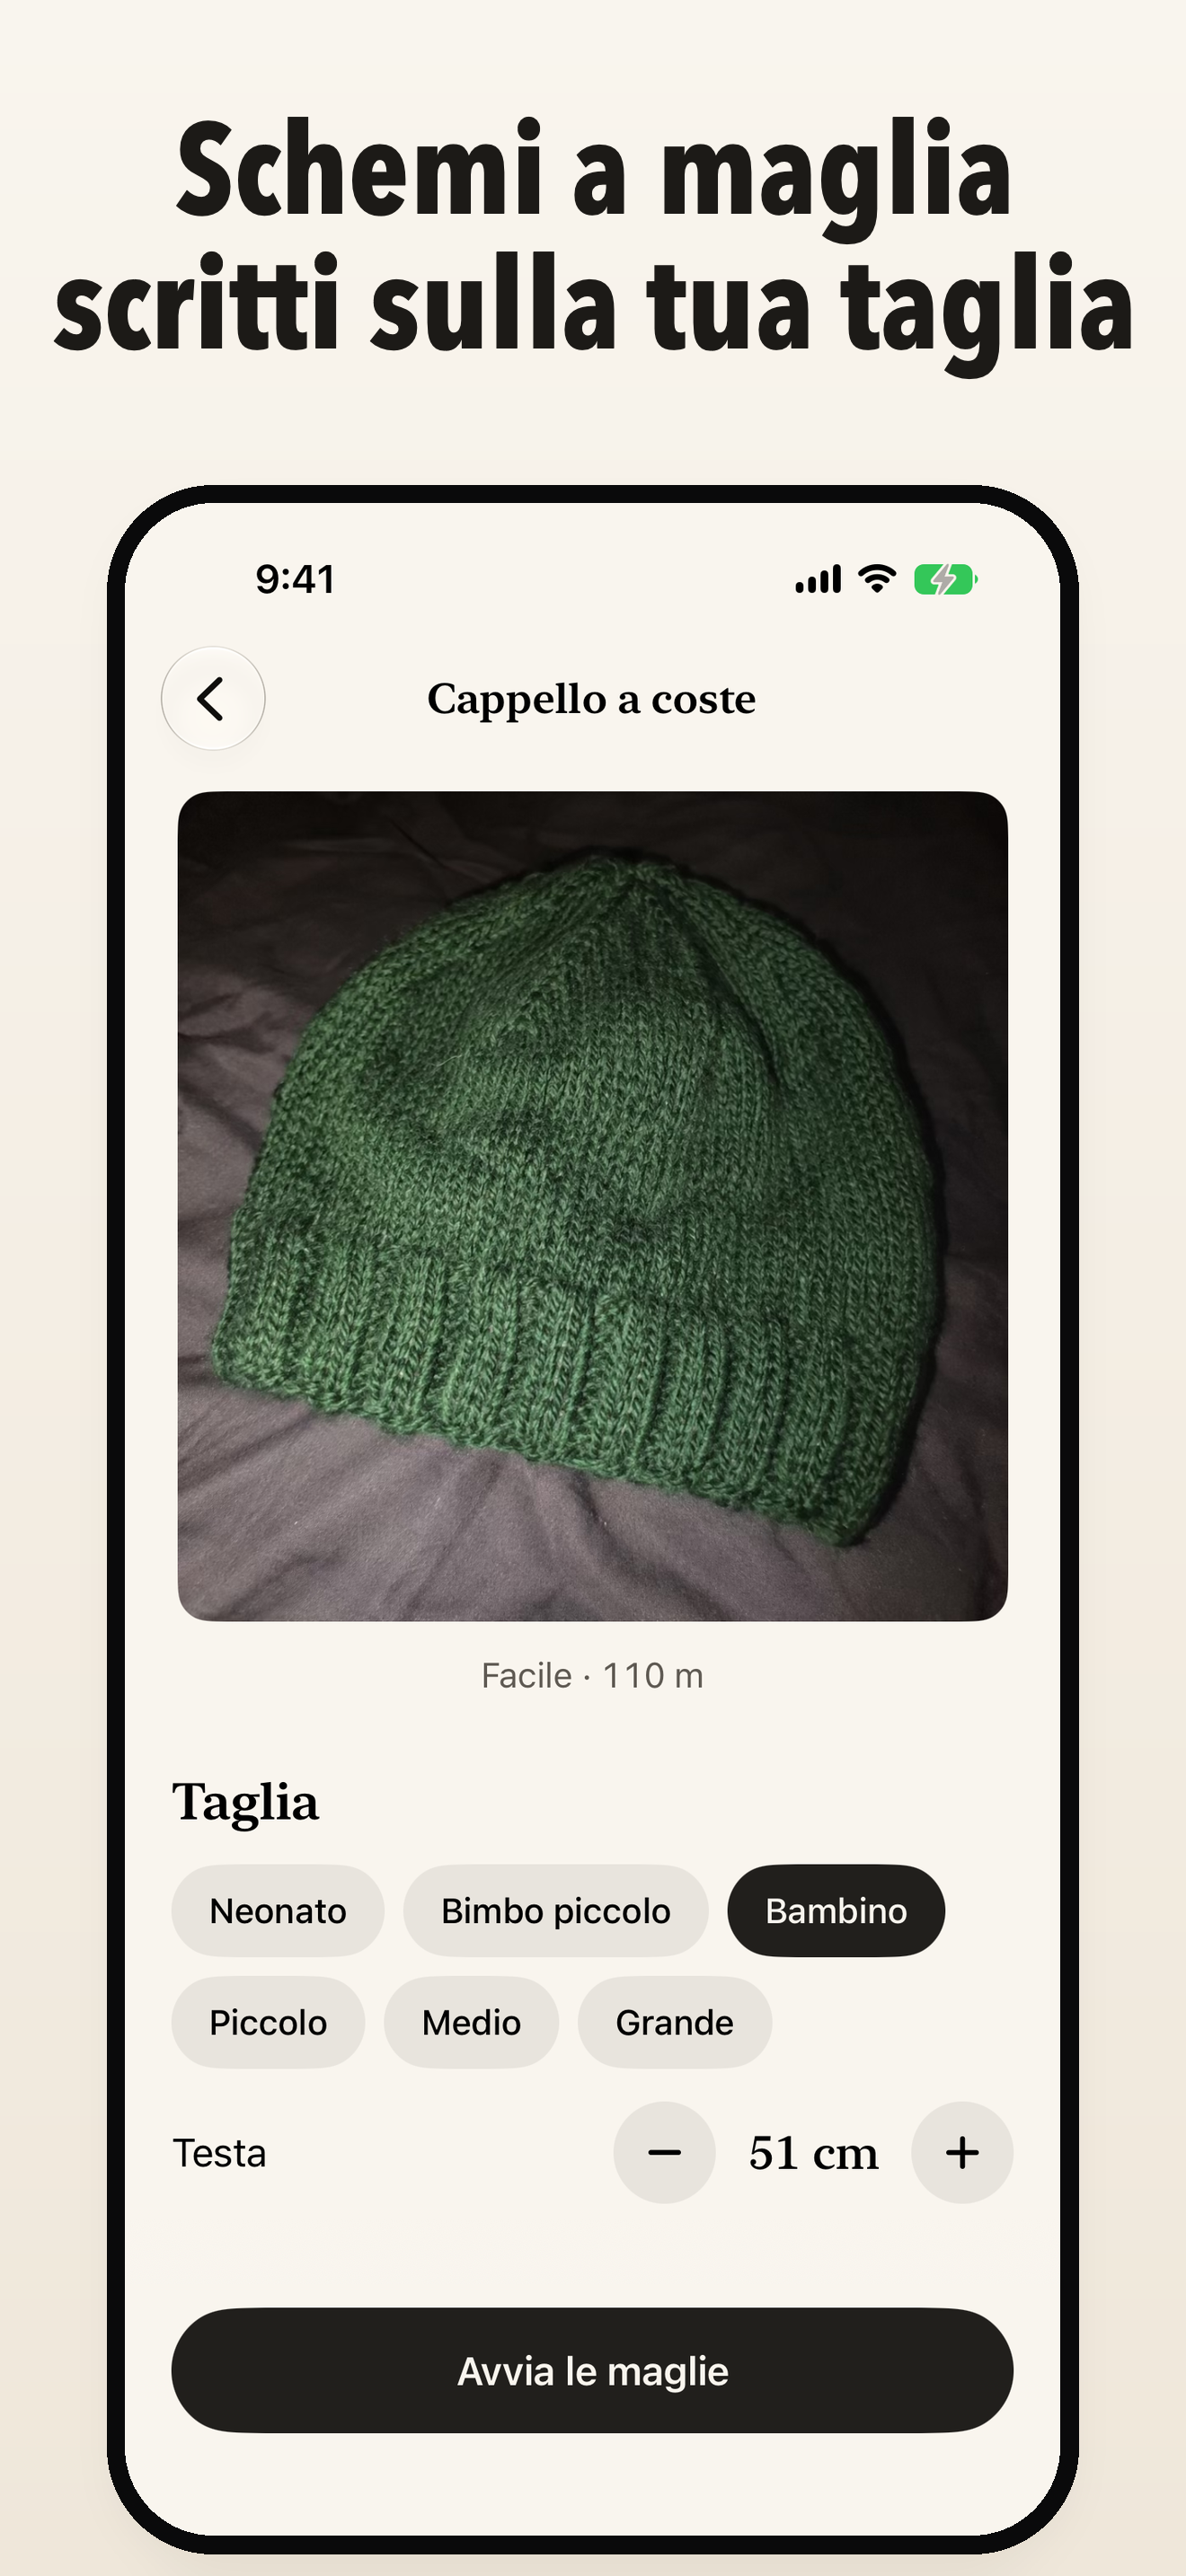 Schemi a maglia
scritti sulla tua taglia
9:41
Cappello a coste
Facile · 110 m
Taglia
Neonato Bimbo piccolo Bambino
Piccolo Medio Grande
Testa − 51 cm +
Avvia le maglie